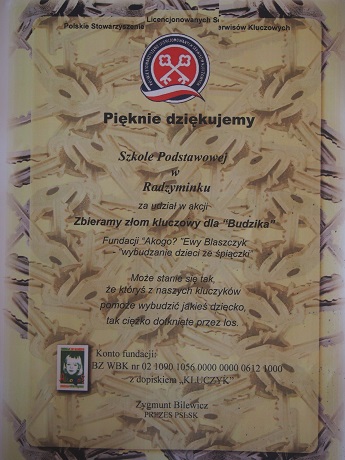 Licencjonowanych
Polskie Stowarzyszenie Serwisów Kluczowych
Pięknie dziękujemy
Szkole Podstawowej
w
Radzyminku
za udział w akcji
Zbieramy złom kluczowy dla "Budzika"
Fundacji "Akogo? "Ewy Błaszczyk
"wybudzanie dzieci ze śpiączki"
Może stanie się tak,
że któryś z naszych kluczyków
pomoże wybudzić jakieś dziecko,
tak ciężko dotknięte przez los.
Konto fundacji:
BZ WBK nr 02 1090 1056 0000 0000 0612 1000
z dopiskiem „KLUCZYK"
Zygmunt Bilewicz
PREZES PSLSK